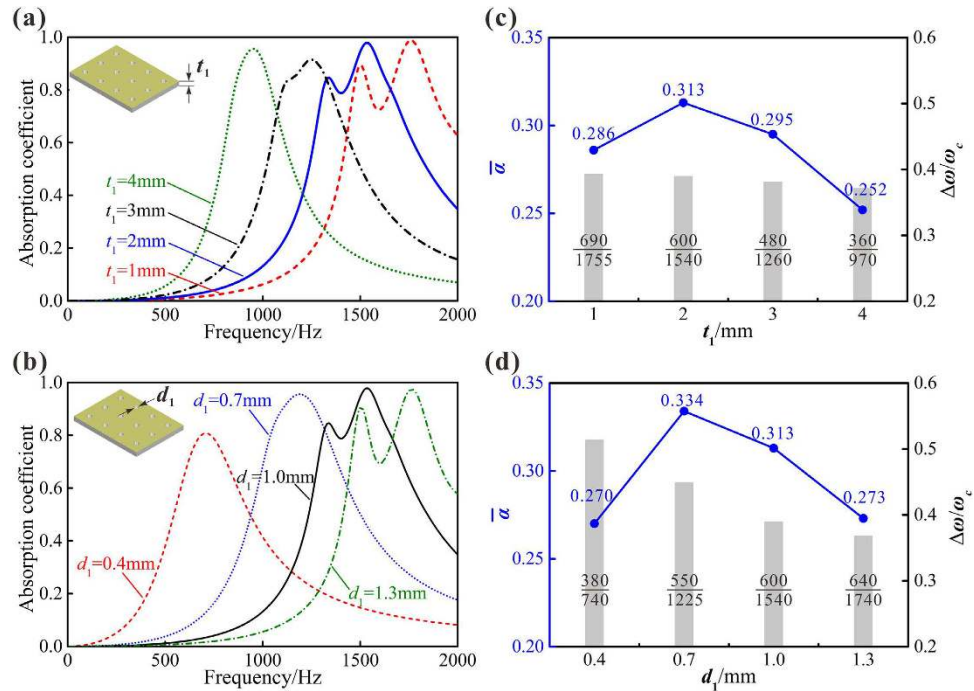 (a)
Absorption coefficient
1.0
0.8
0.6
0.4
0.2
0.0
t₁
t₁=4mm
t₁=3mm
t₁=2mm
t₁=1mm
0 500 1000 1500 2000
Frequency/Hz
(c)
α̅
0.35
0.30
0.25
0.20
0.286
0.313
0.295
0.252
690
1755
600
1540
480
1260
360
970
1 2 3 4
t₁/mm
0.6
0.5
0.4
0.3
0.2
Δω/ω_c
(b)
Absorption coefficient
1.0
0.8
0.6
0.4
0.2
0.0
d₁
d₁=0.7mm
d₁=1.0mm
d₁=0.4mm
d₁=1.3mm
0 500 1000 1500 2000
Frequency/Hz
(d)
α̅
0.35
0.30
0.25
0.20
0.270
0.334
0.313
0.273
380
740
550
1225
600
1540
640
1740
0.4 0.7 1.0 1.3
d₁/mm
0.6
0.5
0.4
0.3
0.2
Δω/ω_c